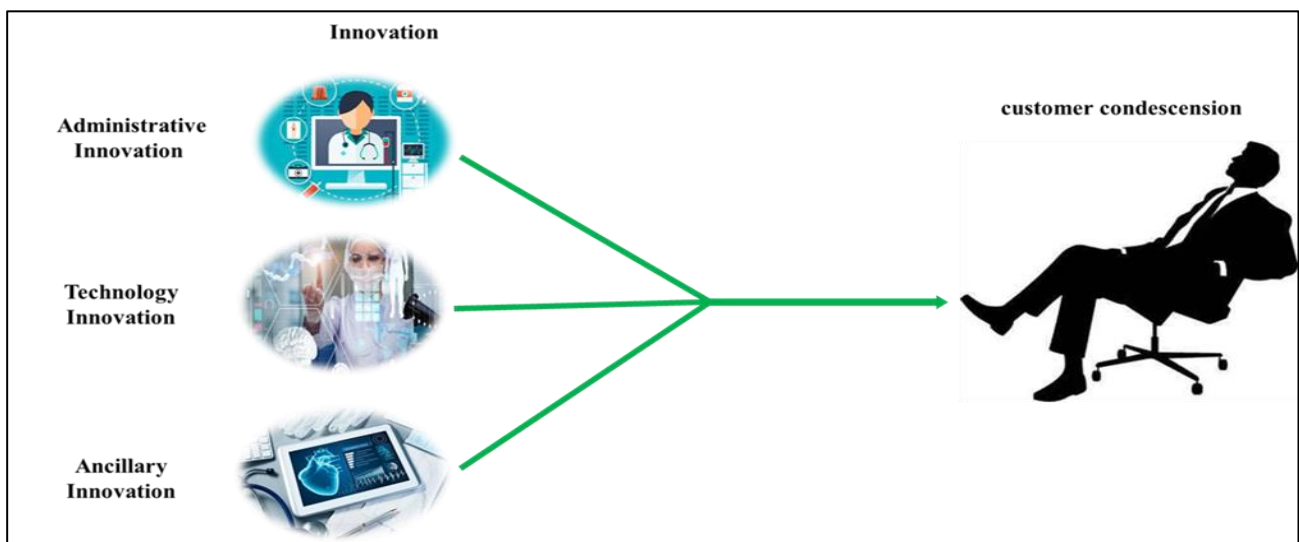 Innovation
Administrative
Innovation
customer condescension
Technology
Innovation
Ancillary
Innovation